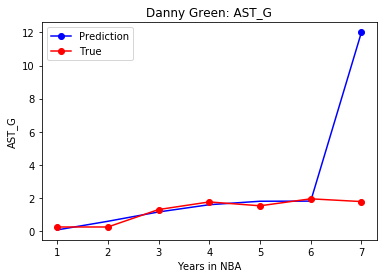 Danny Green: AST_G
Prediction
True
AST_G
12
10
8
6
4
2
0
1 2 3 4 5 6 7
Years in NBA